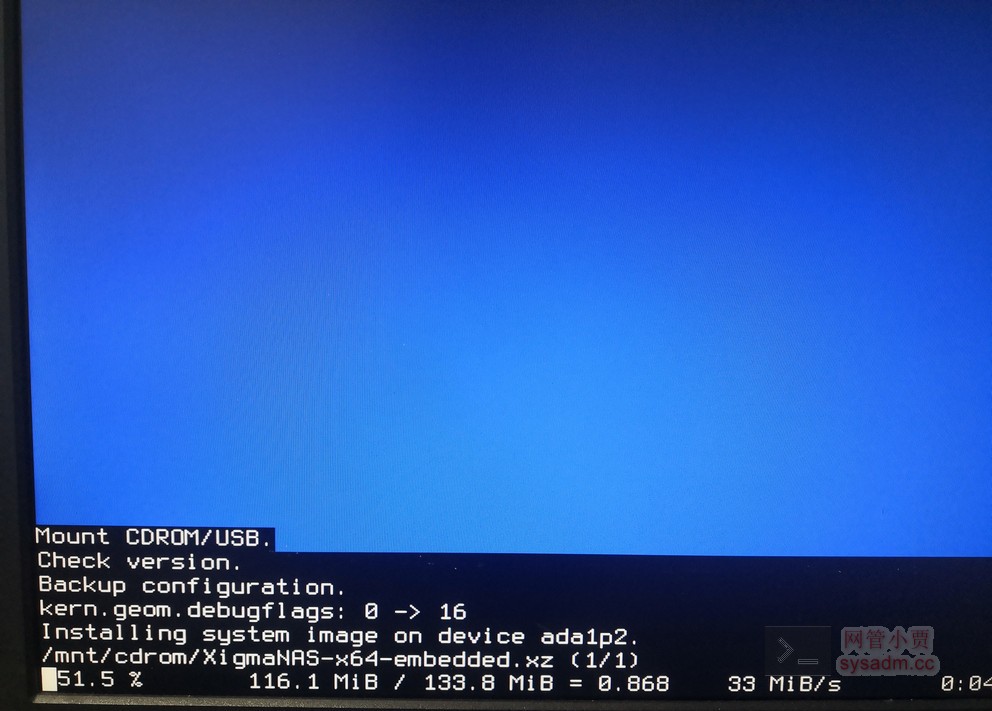 Mount CDROM/USB.
Check version.
Backup configuration.
kern.geom.debugflags: 0 -> 16
Installing system image on device ada1p2.
/mnt/cdrom/XigmaNAS-x64-embedded.xz (1/1)
51.5 % 116.1 MiB / 133.8 MiB = 0.868 33 MiB/s 0:04
>_ 网管小贾
sysadm.cc